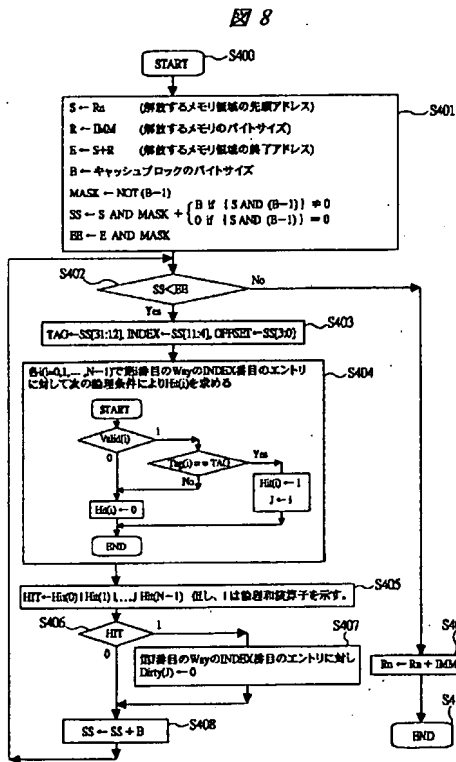 図 8
START
S400
S ← Rn (解放するメモリ領域の先頭アドレス)
S401
R ← IMM (解放するメモリのバイトサイズ)
E ← S+R (解放するメモリ領域の終了アドレス)
B ← キャッシュブロックのバイトサイズ
MASK ← NOT (B-1)
SS ← S AND MASK + { B if { S AND (B-1)} ≠ 0
0 if { S AND (B-1)} = 0
EE ← E AND MASK
S402
SS<EE
No
Yes
S403
TAG←SS[31:12], INDEX←SS[11:4], OFFSET←SS[3:0]
各i(i=0,1,...,N-1)で第i番目のWayのINDEX番目のエントリ
S404
に対して次の論理条件によりHit(i)を求める
START
Valid(i)
1
0
Tag(i)== TAG
Yes
No
Hit(i) ← 1
J ← i
Hit(i) ← 0
END
HIT←Hit(0) | Hit(1) |, ..., | Hit(N-1) 但し、| は論理和演算子を示す。
S405
S406
HIT
1
0
S407
第J番目のWayのINDEX番目のエントリに対し
Dirty(J) ← 0
S408
SS ← SS + B
Rn ← Rn + IMM
END